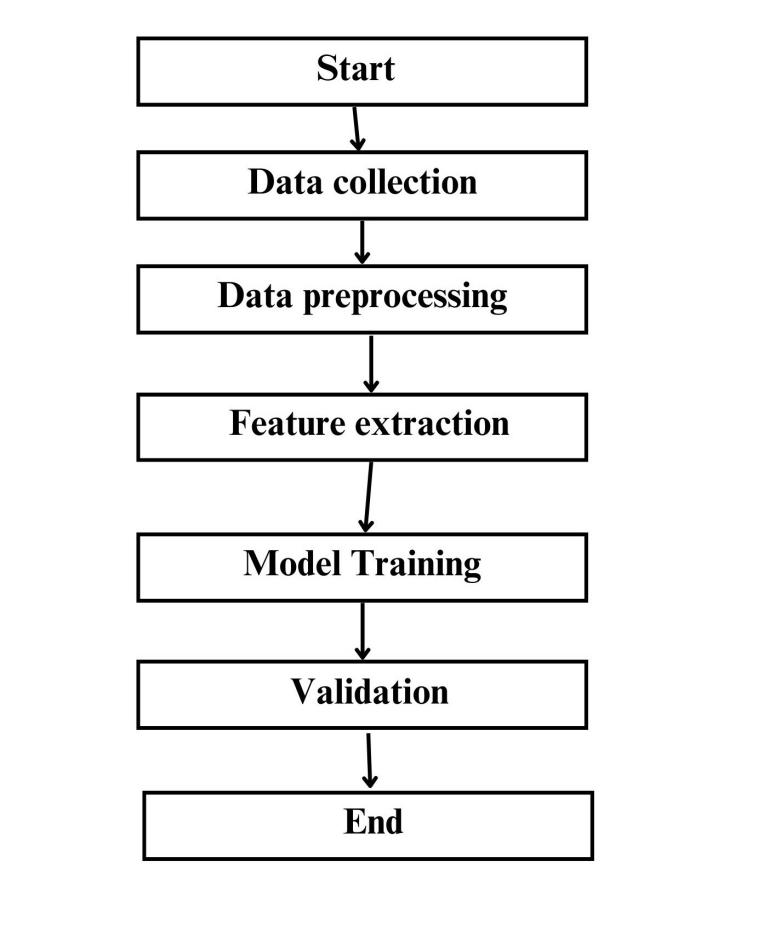 Start
Data collection
Data preprocessing
Feature extraction
Model Training
Validation
End